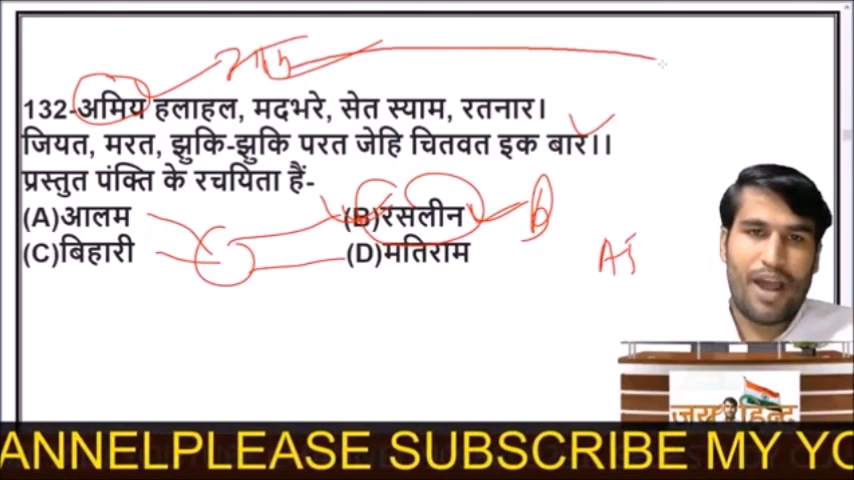 132-अमिय हलाहल, मदभरे, सेत स्याम, रतनार।
जियत, मरत, झुकि-झुकि परत जेहि चितवत इक बार।।
प्रस्तुत पंक्ति के रचयिता हैं-
(A)आलम (B)रसलीन
(C)बिहारी (D)मतिराम
जय हिन्द
ANNELPLEASE SUBSCRIBE MY YO